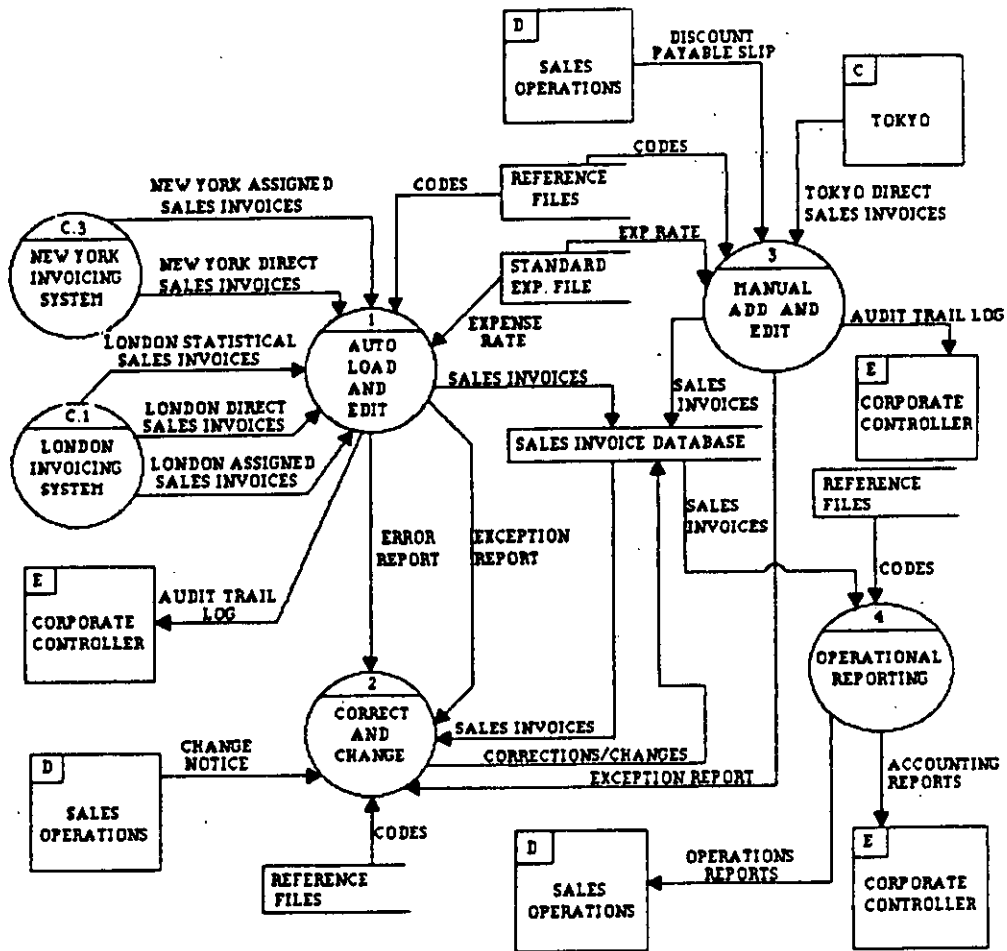 D
SALES
OPERATIONS
DISCOUNT
PAYABLE SLIP
C
TOKYO
CODES
NEW YORK ASSIGNED
SALES INVOICES
CODES
REFERENCE
FILES
TOKYO DIRECT
SALES INVOICES
C.3
NEW YORK
INVOICING
SYSTEM
NEW YORK DIRECT
SALES INVOICES
EXP. RATE
STANDARD
EXP. FILE
3
MANUAL
ADD AND
EDIT
EXPENSE
RATE
1
AUTO
LOAD
AND
EDIT
AUDIT TRAIL LOG
LONDON STATISTICAL
SALES INVOICES
SALES INVOICES
SALES
INVOICES
E
CORPORATE
CONTROLLER
C.1
LONDON
INVOICING
SYSTEM
LONDON DIRECT
SALES INVOICES
LONDON ASSIGNED
SALES INVOICES
SALES INVOICE DATABASE
REFERENCE
FILES
SALES
INVOICES
ERROR
REPORT
EXCEPTION
REPORT
CODES
E
CORPORATE
CONTROLLER
AUDIT TRAIL
LOG
4
OPERATIONAL
REPORTING
2
CORRECT
AND
CHANGE
SALES INVOICES
CORRECTIONS/CHANGES
EXCEPTION REPORT
CHANGE
NOTICE
D
SALES
OPERATIONS
ACCOUNTING
REPORTS
CODES
REFERENCE
FILES
D
SALES
OPERATIONS
OPERATIONS
REPORTS
E
CORPORATE
CONTROLLER